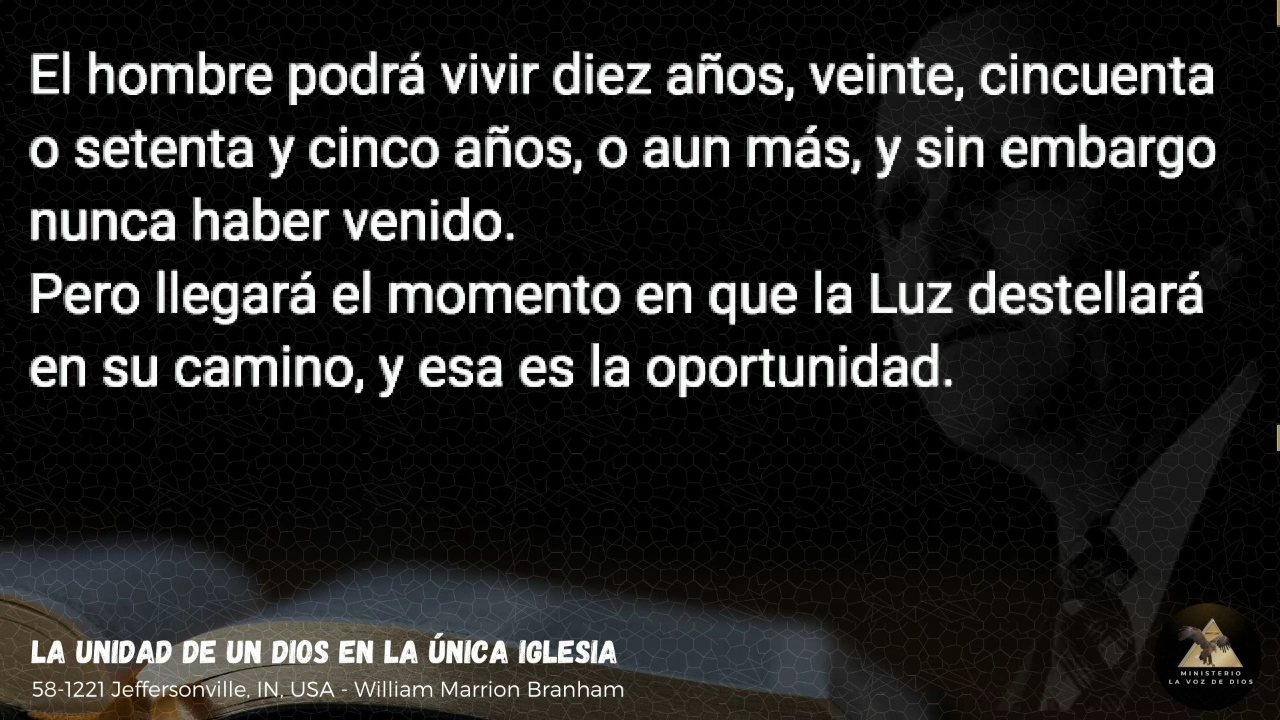 El hombre podrá vivir diez años, veinte, cincuenta
o setenta y cinco años, o aun más, y sin embargo
nunca haber venido.
Pero llegará el momento en que la Luz destellará
en su camino, y esa es la oportunidad.
LA UNIDAD DE UN DIOS EN LA ÚNICA IGLESIA
58-1221 Jeffersonville, IN, USA - William Marrion Branham
MINISTERIO
LA VOZ DE DIOS